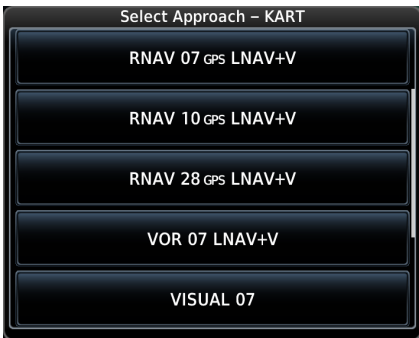 Select Approach – KART
RNAV 07 GPS LNAV+V
RNAV 10 GPS LNAV+V
RNAV 28 GPS LNAV+V
VOR 07 LNAV+V
VISUAL 07